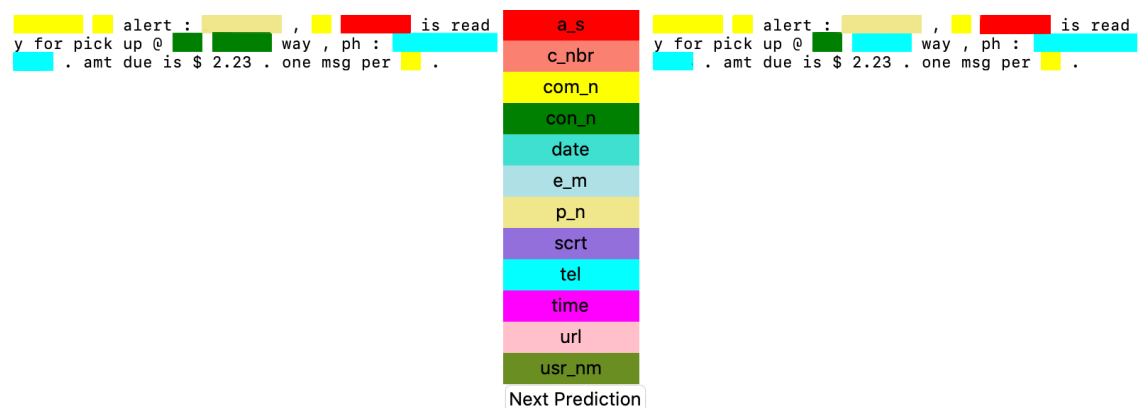 alert : , is read
y for pick up @ way , ph :
. amt due is $ 2.23 . one msg per .
a_s
c_nbr
com_n
con_n
date
e_m
p_n
scrt
tel
time
url
usr_nm
Next Prediction
alert : , is read
y for pick up @ way , ph :
. amt due is $ 2.23 . one msg per .